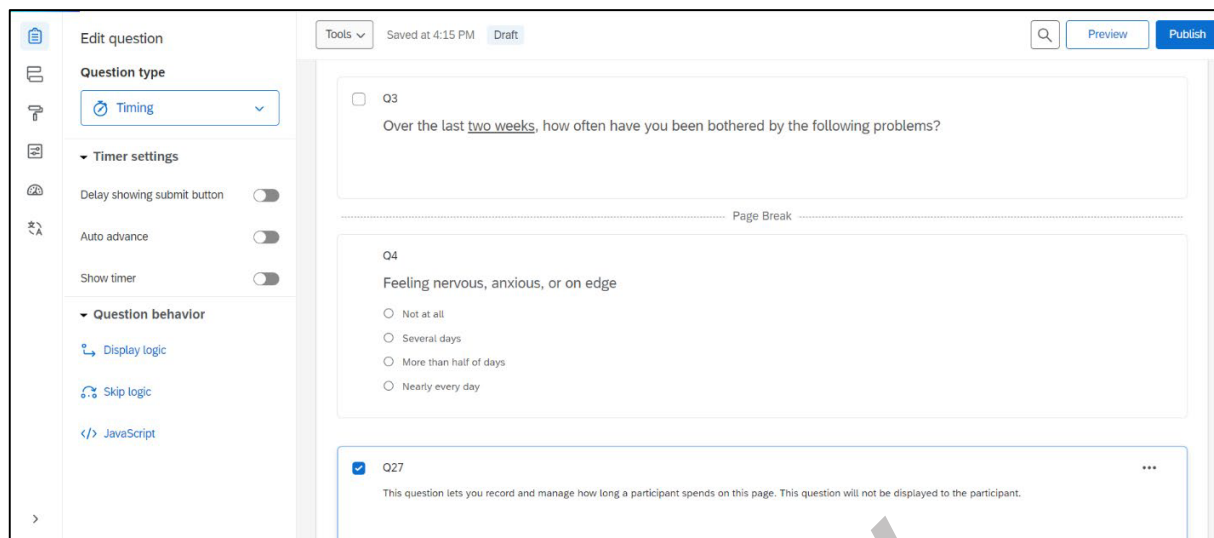 Edit question
Question type
Timing
Timer settings
Delay showing submit button
Auto advance
Show timer
Question behavior
Display logic
Skip logic
</> JavaScript
Tools
Saved at 4:15 PM
Draft
Preview
Publish
Q3
Over the last two weeks, how often have you been bothered by the following problems?
Page Break
Q4
Feeling nervous, anxious, or on edge
Not at all
Several days
More than half of days
Nearly every day
Q27
This question lets you record and manage how long a participant spends on this page. This question will not be displayed to the participant.